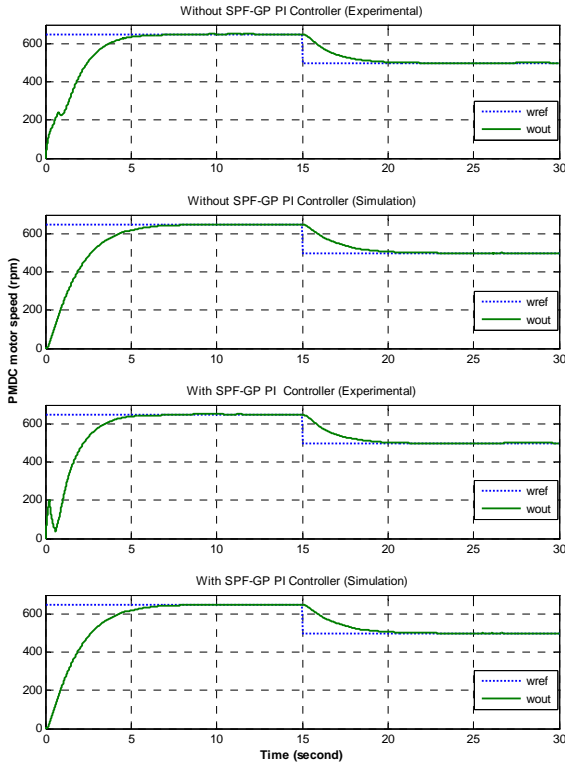 Without SPF-GP PI Controller (Experimental)
600
400
200
0
0 5 10 15 20 25 30
wref
wout
Without SPF-GP PI Controller (Simulation)
600
400
200
0
0 5 10 15 20 25 30
wref
wout
PMDC motor speed (rpm)
With SPF-GP PI Controller (Experimental)
600
400
200
0
0 5 10 15 20 25 30
wref
wout
With SPF-GP PI Controller (Simulation)
600
400
200
0
0 5 10 15 20 25 30
wref
wout
Time (second)